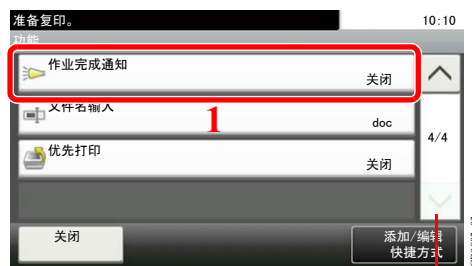 准备复印。 10:10
功能
作业完成通知
关闭
文件名输入
doc
1
4/4
优先打印
关闭
关闭
添加/编辑
快捷方式